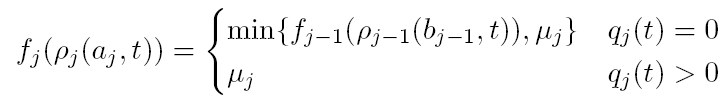 f_j(ρ_j(a_j, t)) = { min{f_{j−1}(ρ_{j−1}(b_{j−1}, t)), μ_j}  q_j(t) = 0
μ_j  q_j(t) > 0